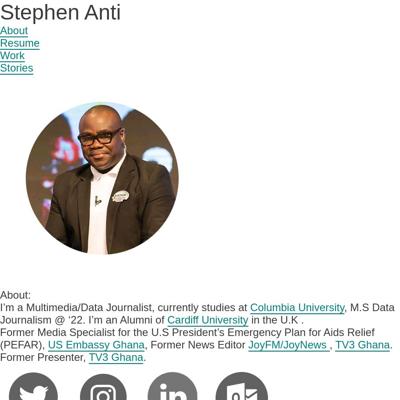 Stephen Anti
About
Resume
Work
Stories
About:
I'm a Multimedia/Data Journalist, currently studies at Columbia University, M.S Data
Journalism @ '22. I'm an Alumni of Cardiff University in the U.K .
Former Media Specialist for the U.S President's Emergency Plan for Aids Relief
(PEFAR), US Embassy Ghana, Former News Editor JoyFM/JoyNews , TV3 Ghana.
Former Presenter, TV3 Ghana.
in